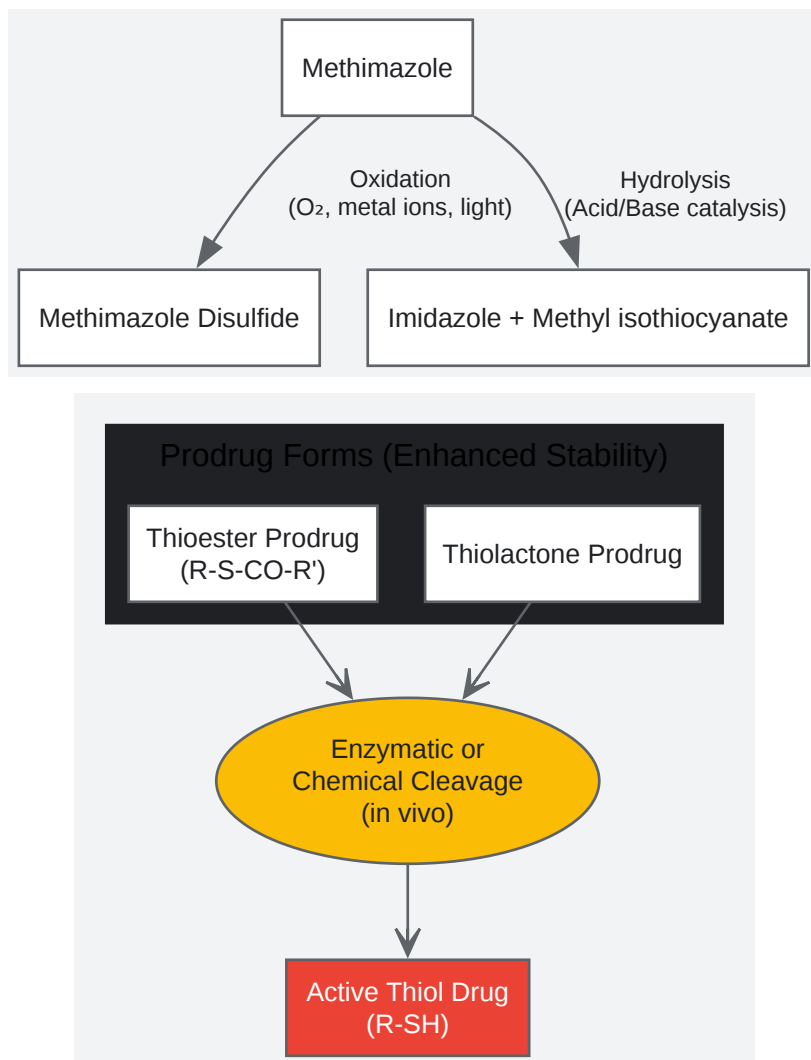 Methimazole
Oxidation
(O₂, metal ions, light)
Hydrolysis
(Acid/Base catalysis)
Methimazole Disulfide
Imidazole + Methyl isothiocyanate
Prodrug Forms (Enhanced Stability)
Thioester Prodrug
(R-S-CO-R')
Thiolactone Prodrug
Enzymatic or
Chemical Cleavage
(in vivo)
Active Thiol Drug
(R-SH)